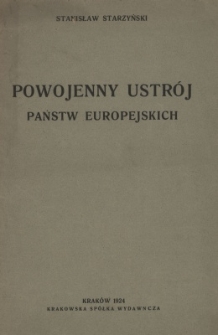 STANISŁAW STARZYŃSKI
POWOJENNY USTRÓJ
PAŃSTW EUROPEJSKICH
KRAKÓW 1924
KRAKOWSKA SPÓŁKA WYDAWNICZA